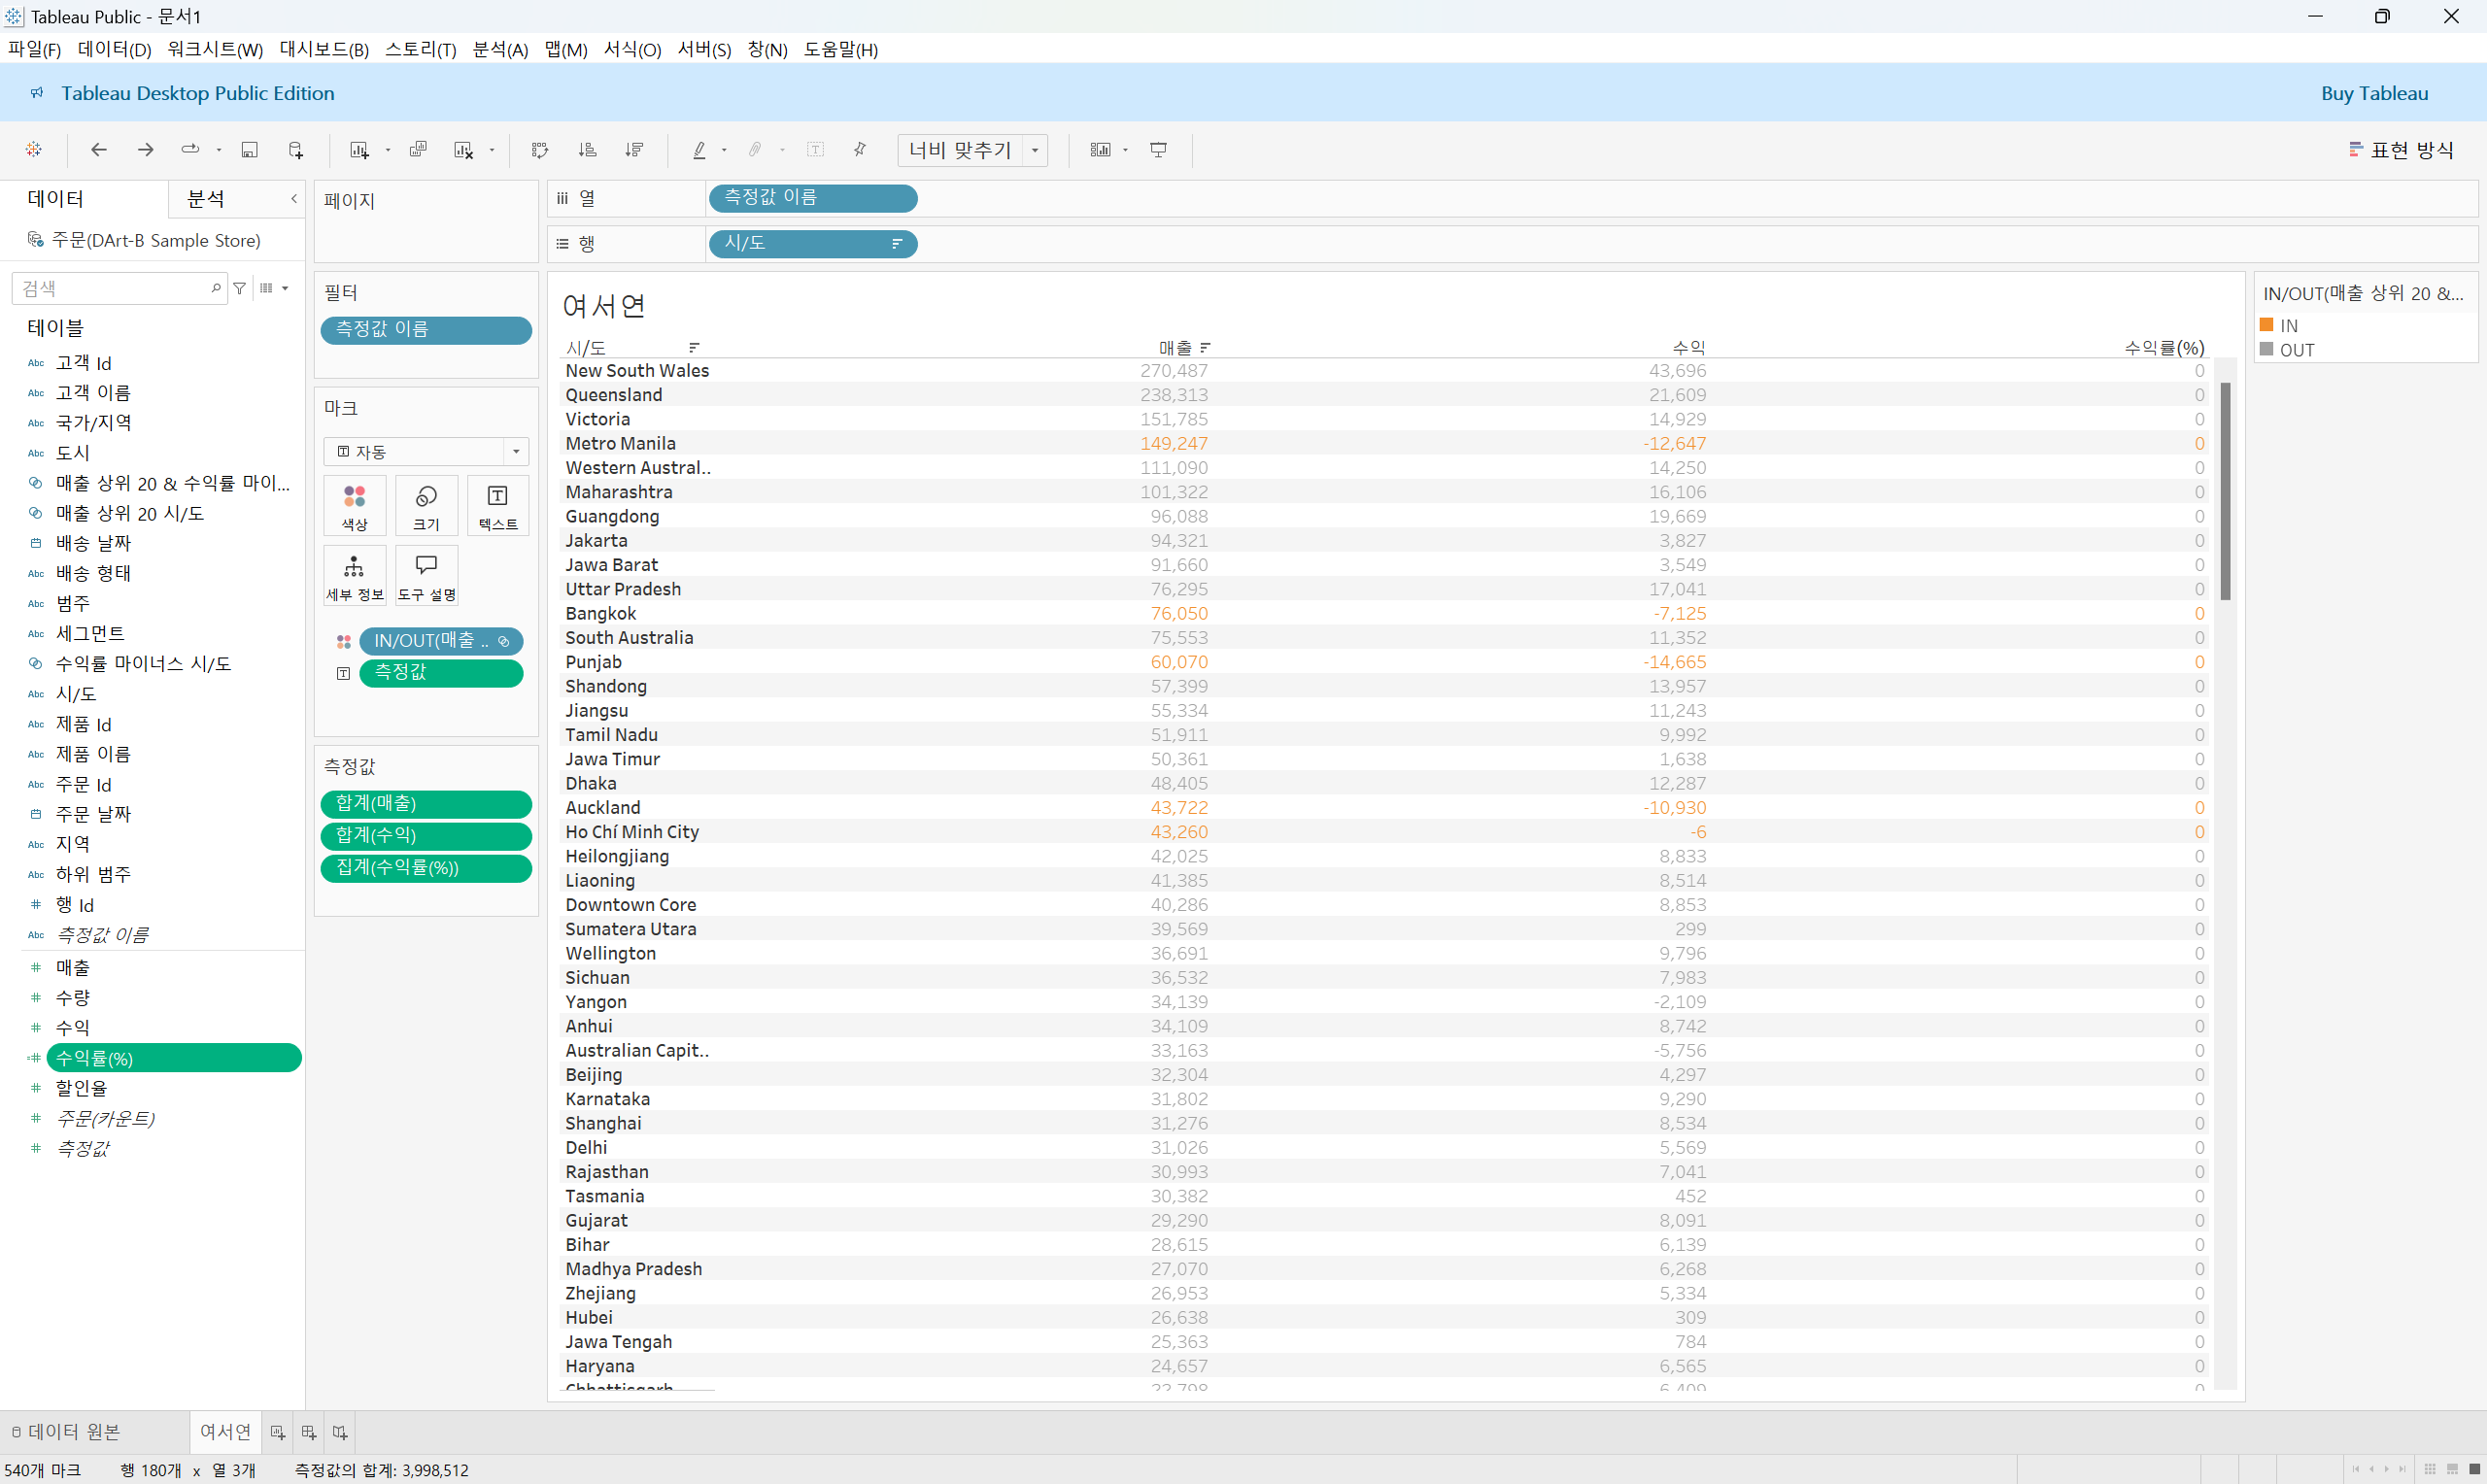 Tableau Public - 문서1
파일(F) 데이터(D) 워크시트(W) 대시보드(B) 스토리(T) 분석(A) 맵(M) 서식(O) 서버(S) 창(N) 도움말(H)
Tableau Desktop Public Edition
Buy Tableau
너비 맞추기
표현 방식
데이터
분석
주문(DArt-B Sample Store)
검색
테이블
Abc 고객 Id
Abc 고객 이름
Abc 국가/지역
Abc 도시
매출 상위 20 & 수익률 마이...
매출 상위 20 시/도
배송 날짜
Abc 배송 형태
Abc 범주
Abc 세그먼트
수익률 마이너스 시/도
Abc 시/도
Abc 제품 Id
Abc 제품 이름
Abc 주문 Id
주문 날짜
Abc 지역
Abc 하위 범주
# 행 Id
Abc 측정값 이름
# 매출
# 수량
# 수익
=# 수익률(%)
# 할인율
# 주문(카운트)
# 측정값
페이지
필터
측정값 이름
마크
자동
색상
크기
텍스트
세부 정보
도구 설명
IN/OUT(매출 ..
측정값
측정값
합계(매출)
합계(수익)
집계(수익률(%))
열
측정값 이름
행
시/도
여서연
시/도 매출 수익 수익률(%)
New South Wales 270,487 43,696 0
Queensland 238,313 21,609 0
Victoria 151,785 14,929 0
Metro Manila 149,247 -12,647 0
Western Austral.. 111,090 14,250 0
Maharashtra 101,322 16,106 0
Guangdong 96,088 19,669 0
Jakarta 94,321 3,827 0
Jawa Barat 91,660 3,549 0
Uttar Pradesh 76,295 17,041 0
Bangkok 76,050 -7,125 0
South Australia 75,553 11,352 0
Punjab 60,070 -14,665 0
Shandong 57,399 13,957 0
Jiangsu 55,334 11,243 0
Tamil Nadu 51,911 9,992 0
Jawa Timur 50,361 1,638 0
Dhaka 48,405 12,287 0
Auckland 43,722 -10,930 0
Ho Chí Minh City 43,260 -6 0
Heilongjiang 42,025 8,833 0
Liaoning 41,385 8,514 0
Downtown Core 40,286 8,853 0
Sumatera Utara 39,569 299 0
Wellington 36,691 9,796 0
Sichuan 36,532 7,983 0
Yangon 34,139 -2,109 0
Anhui 34,109 8,742 0
Australian Capit.. 33,163 -5,756 0
Beijing 32,304 4,297 0
Karnataka 31,802 9,290 0
Shanghai 31,276 8,534 0
Delhi 31,026 5,569 0
Rajasthan 30,993 7,041 0
Tasmania 30,382 452 0
Gujarat 29,290 8,091 0
Bihar 28,615 6,139 0
Madhya Pradesh 27,070 6,268 0
Zhejiang 26,953 5,334 0
Hubei 26,638 309 0
Jawa Tengah 25,363 784 0
Haryana 24,657 6,565 0
Chhattisgarh 22,798 6,409 0
IN/OUT(매출 상위 20 &...
IN
OUT
데이터 원본
여서연
540개 마크 행 180개 x 열 3개 측정값의 합계: 3,998,512